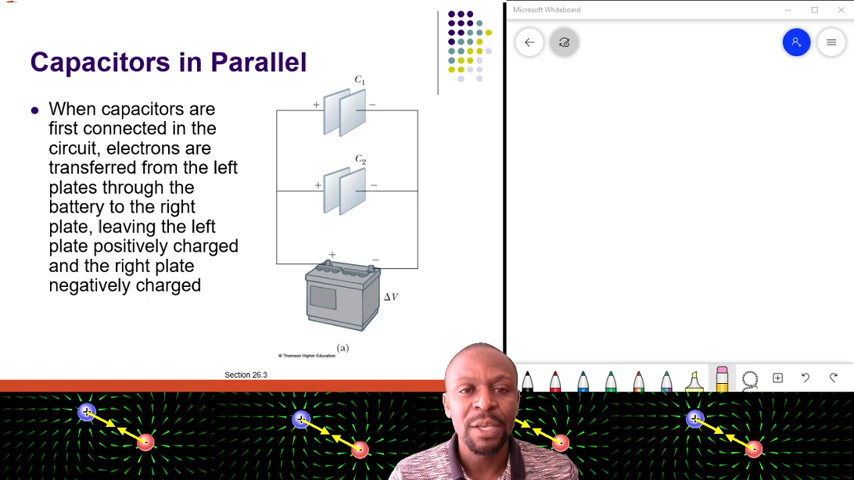 Microsoft Whiteboard
Capacitors in Parallel
When capacitors are
first connected in the
circuit, electrons are
transferred from the left
plates through the
battery to the right
plate, leaving the left
plate positively charged
and the right plate
negatively charged
C1
+ −
C2
+ −
+ −
ΔV
(a)
© Thomson Higher Education
Section 26.3